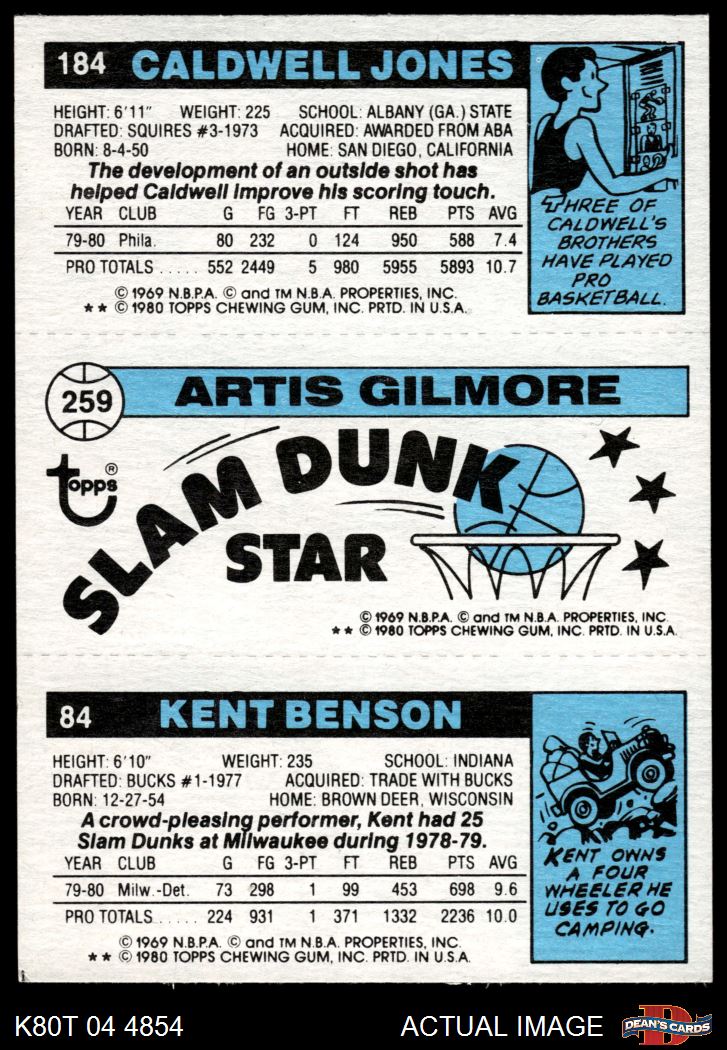 184 CALDWELL JONES
HEIGHT: 6'11" WEIGHT: 225 SCHOOL: ALBANY (GA.) STATE
DRAFTED: SQUIRES #3-1973 ACQUIRED: AWARDED FROM ABA
BORN: 8-4-50 HOME: SAN DIEGO, CALIFORNIA
The development of an outside shot has
helped Caldwell improve his scoring touch.
YEAR CLUB G FG 3-PT FT REB PTS AVG
79-80 Phila. 80 232 0 124 950 588 7.4
PRO TOTALS ..... 552 2449 5 980 5955 5893 10.7
© 1969 N.B.P.A. © and TM N.B.A. PROPERTIES, INC.
** © 1980 TOPPS CHEWING GUM, INC. PRTD. IN U.S.A.
THREE OF
CALDWELL'S
BROTHERS
HAVE PLAYED
PRO
BASKETBALL.
259 ARTIS GILMORE
Topps®
SLAM DUNK
STAR
© 1969 N.B.P.A. © and TM N.B.A. PROPERTIES, INC.
** © 1980 TOPPS CHEWING GUM, INC. PRTD. IN U.S.A.
84 KENT BENSON
HEIGHT: 6'10" WEIGHT: 235 SCHOOL: INDIANA
DRAFTED: BUCKS #1-1977 ACQUIRED: TRADE WITH BUCKS
BORN: 12-27-54 HOME: BROWN DEER, WISCONSIN
A crowd-pleasing performer, Kent had 25
Slam Dunks at Milwaukee during 1978-79.
YEAR CLUB G FG 3-PT FT REB PTS AVG
79-80 Milw.-Det. 73 298 1 99 453 698 9.6
PRO TOTALS ..... 224 931 1 371 1332 2236 10.0
© 1969 N.B.P.A. © and TM N.B.A. PROPERTIES, INC.
** © 1980 TOPPS CHEWING GUM, INC. PRTD. IN U.S.A.
KENT OWNS
A FOUR
WHEELER HE
USES TO GO
CAMPING.
K80T 04 4854 ACTUAL IMAGE
D
DEAN'S CARDS